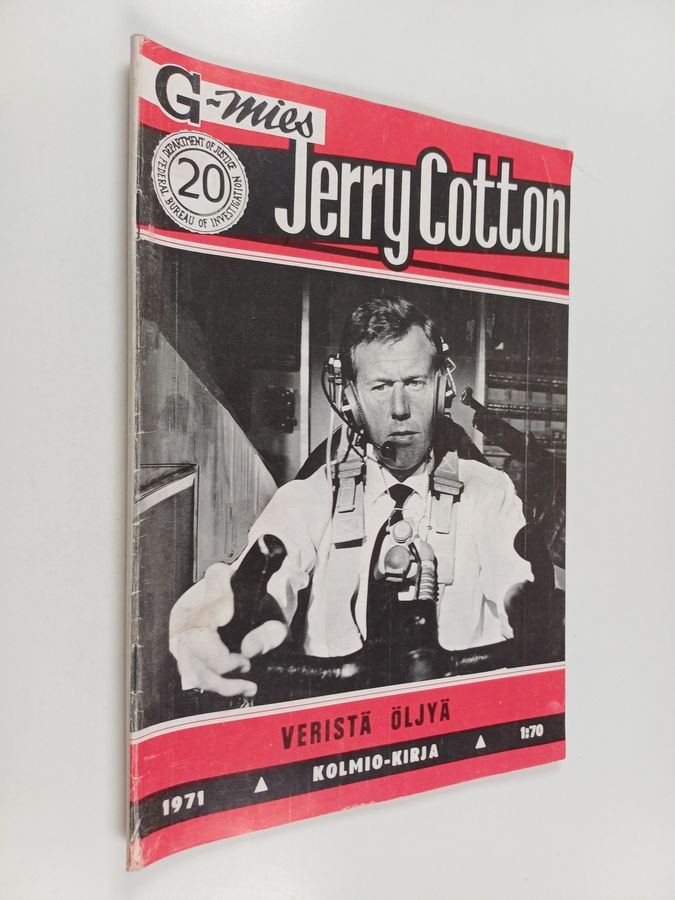 G-mies
DEPARTMENT OF JUSTICE
20
FEDERAL BUREAU OF INVESTIGATION
Jerry Cotton
VERISTÄ ÖLJYÄ
1971 ▲ KOLMIO-KIRJA ▲ 1:70